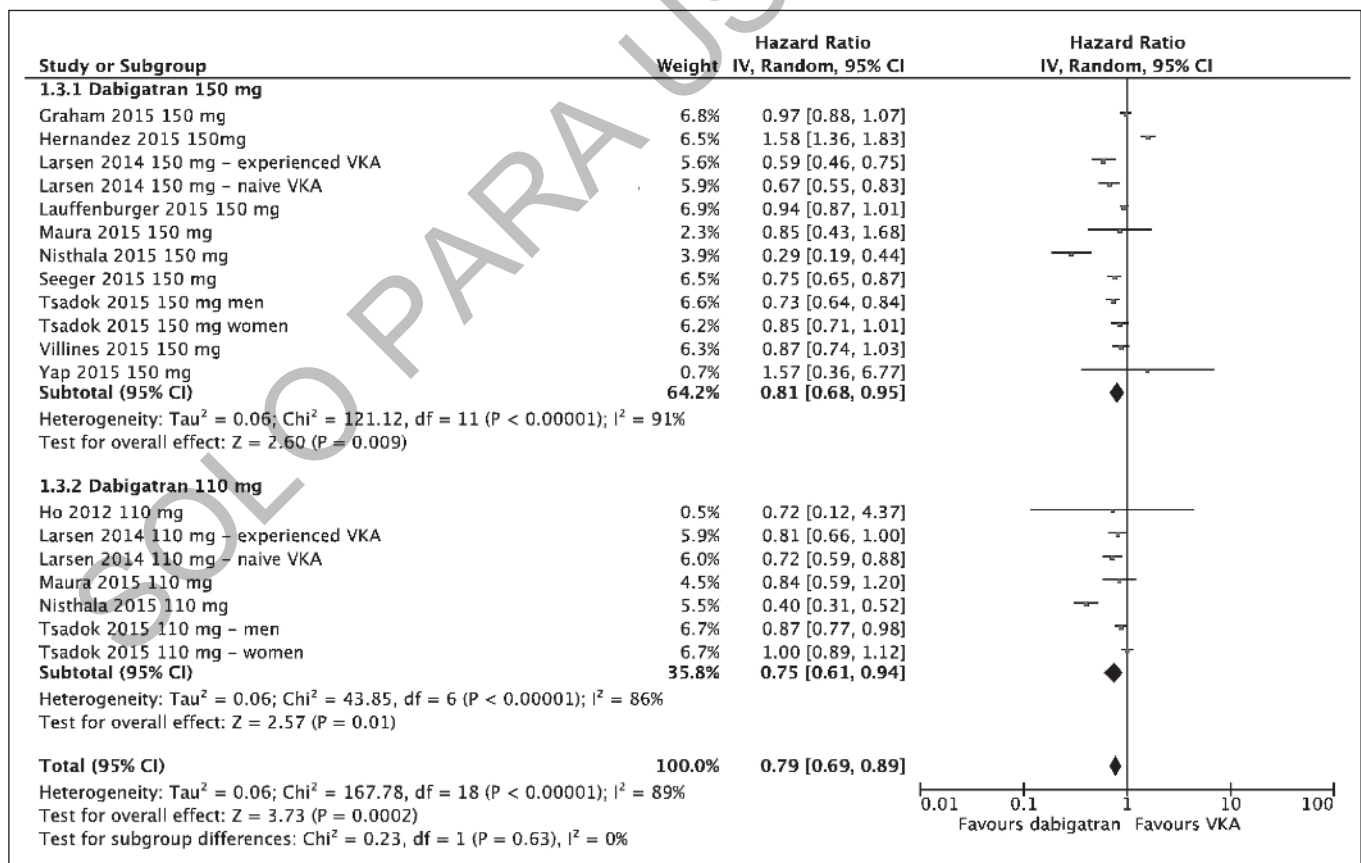 Hazard Ratio Hazard Ratio
Study or Subgroup Weight IV, Random, 95% CI IV, Random, 95% CI
1.3.1 Dabigatran 150 mg
Graham 2015 150 mg 6.8% 0.97 [0.88, 1.07]
Hernandez 2015 150mg 6.5% 1.58 [1.36, 1.83]
Larsen 2014 150 mg – experienced VKA 5.6% 0.59 [0.46, 0.75]
Larsen 2014 150 mg – naive VKA 5.9% 0.67 [0.55, 0.83]
Lauffenburger 2015 150 mg 6.9% 0.94 [0.87, 1.01]
Maura 2015 150 mg 2.3% 0.85 [0.43, 1.68]
Nisthala 2015 150 mg 3.9% 0.29 [0.19, 0.44]
Seeger 2015 150 mg 6.5% 0.75 [0.65, 0.87]
Tsadok 2015 150 mg men 6.6% 0.73 [0.64, 0.84]
Tsadok 2015 150 mg women 6.2% 0.85 [0.71, 1.01]
Villines 2015 150 mg 6.3% 0.87 [0.74, 1.03]
Yap 2015 150 mg 0.7% 1.57 [0.36, 6.77]
Subtotal (95% CI) 64.2% 0.81 [0.68, 0.95]
Heterogeneity: Tau² = 0.06; Chi² = 121.12, df = 11 (P < 0.00001); I² = 91%
Test for overall effect: Z = 2.60 (P = 0.009)
1.3.2 Dabigatran 110 mg
Ho 2012 110 mg 0.5% 0.72 [0.12, 4.37]
Larsen 2014 110 mg – experienced VKA 5.9% 0.81 [0.66, 1.00]
Larsen 2014 110 mg – naive VKA 6.0% 0.72 [0.59, 0.88]
Maura 2015 110 mg 4.5% 0.84 [0.59, 1.20]
Nisthala 2015 110 mg 5.5% 0.40 [0.31, 0.52]
Tsadok 2015 110 mg – men 6.7% 0.87 [0.77, 0.98]
Tsadok 2015 110 mg – women 6.7% 1.00 [0.89, 1.12]
Subtotal (95% CI) 35.8% 0.75 [0.61, 0.94]
Heterogeneity: Tau² = 0.06; Chi² = 43.85, df = 6 (P < 0.00001); I² = 86%
Test for overall effect: Z = 2.57 (P = 0.01)
Total (95% CI) 100.0% 0.79 [0.69, 0.89]
Heterogeneity: Tau² = 0.06; Chi² = 167.78, df = 18 (P < 0.00001); I² = 89%
Test for overall effect: Z = 3.73 (P = 0.0002)
Test for subgroup differences: Chi² = 0.23, df = 1 (P = 0.63), I² = 0%
0.01 0.1 1 10 100
Favours dabigatran Favours VKA
SOLO PARA